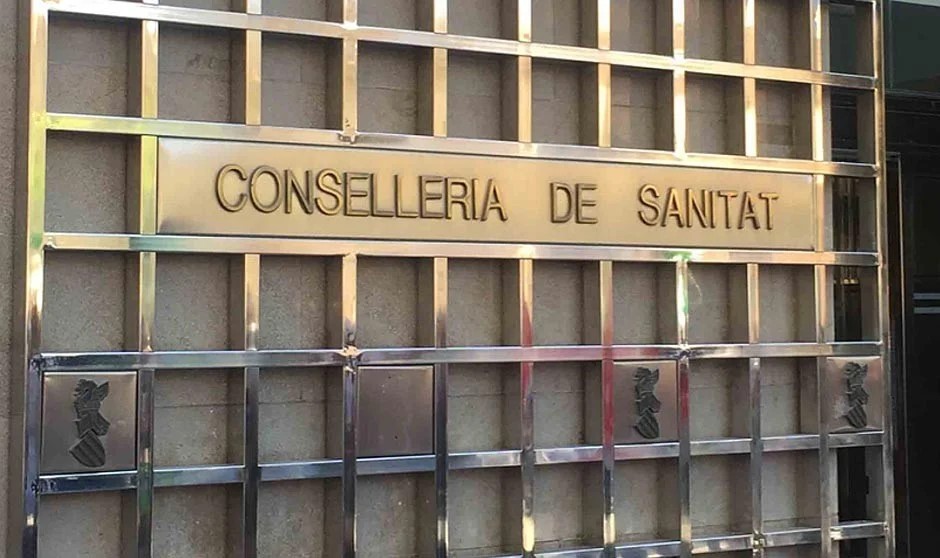 CONSELLERIA DE SANITAT